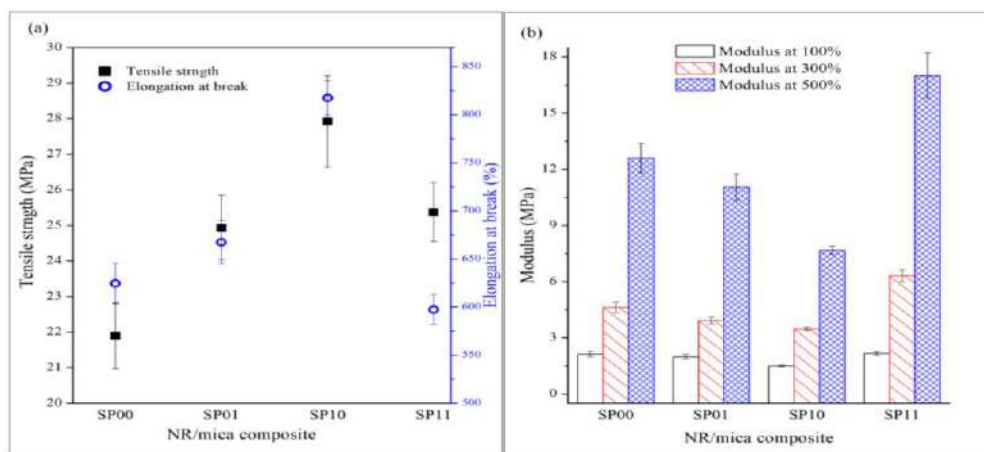 (a)
30
29
28
27
26
25
24
23
22
21
20
Tensile strngth (MPa)
Tensile strngth
Elongation at break
850
800
750
700
650
600
550
500
Elongation at break (%)
SP00 SP01 SP10 SP11
NR/mica composite
(b)
18
15
12
9
6
3
0
Modulus (MPa)
Modulus at 100%
Modulus at 300%
Modulus at 500%
SP00 SP01 SP10 SP11
NR/mica composite